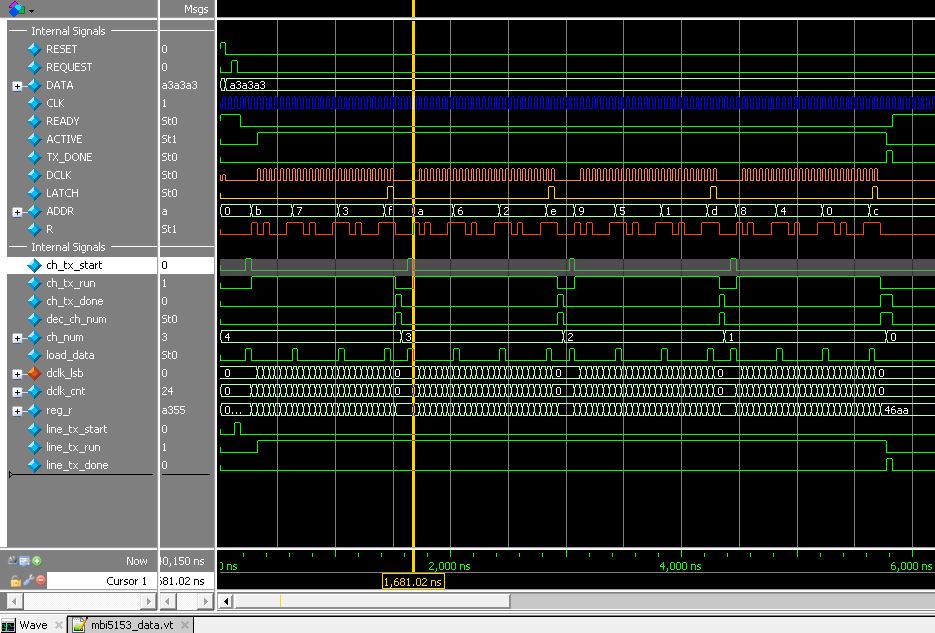 Msgs
Internal Signals
RESET 0
REQUEST 0
DATA a3a3a3 a3a3a3
CLK 1
READY St0
ACTIVE St1
TX_DONE St0
DCLK St0
LATCH St0
ADDR a 0 b 7 3 f a 6 2 e 9 5 1 d 8 4 0 c
R St1
Internal Signals
ch_tx_start 0
ch_tx_run 1
ch_tx_done 0
dec_ch_num St0
ch_num 3 4 3 2 1 0
load_data St0
dclk_lsb 0 0 0 0 0 0
dclk_cnt 24 0 0 0 0 0
reg_r a355 0... 46aa
line_tx_start 0
line_tx_run 1
line_tx_done 0
Now 0,150 ns ns 2,000 ns 4,000 ns 6,000 ns
Cursor 1 581.02 ns 1,681.02 ns
Wave mbi5153_data.vt